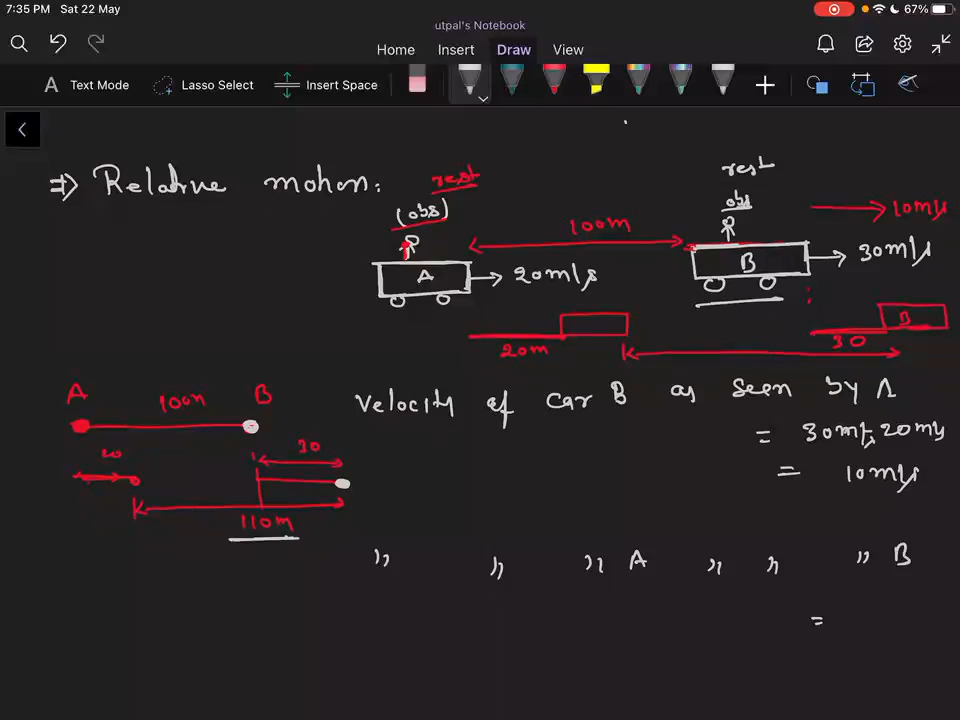 7:35 PM Sat 22 May
67%
utpal's Notebook
Home Insert Draw View
A Text Mode Lasso Select Insert Space
⇒ Relative motion:
rest
(obs)
A → 20m/s
100m
rest
obs
B → 30m/s
→ 10m/s
20m
30
B
A 100m B
20
30
110m
Velocity of car B as seen by A
= 30m/s - 20m/s
= 10m/s
" " " A " " " B
=